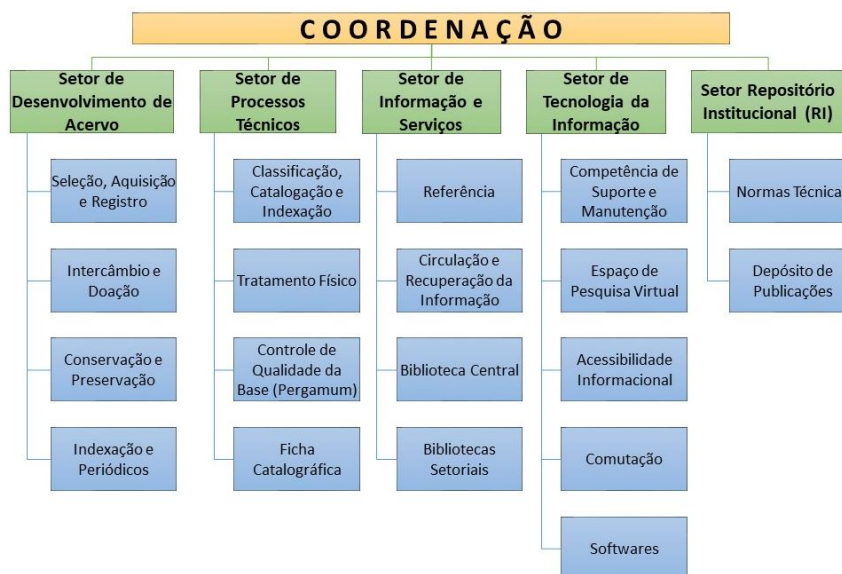 COORDENAÇÃO
Setor de
Desenvolvimento de
Acervo
Seleção, Aquisição
e Registro
Intercâmbio e
Doação
Conservação e
Preservação
Indexação e
Periódicos
Setor de
Processos
Técnicos
Classificação,
Catalogação e
Indexação
Tratamento Físico
Controle de
Qualidade da
Base (Pergamum)
Ficha
Catalográfica
Setor de
Informação e
Serviços
Referência
Circulação e
Recuperação da
Informação
Biblioteca Central
Bibliotecas
Setoriais
Setor de
Tecnologia da
Informação
Competência de
Suporte e
Manutenção
Espaço de
Pesquisa Virtual
Acessibilidade
Informacional
Comutação
Softwares
Setor Repositório
Institucional (RI)
Normas Técnica
Depósito de
Publicações